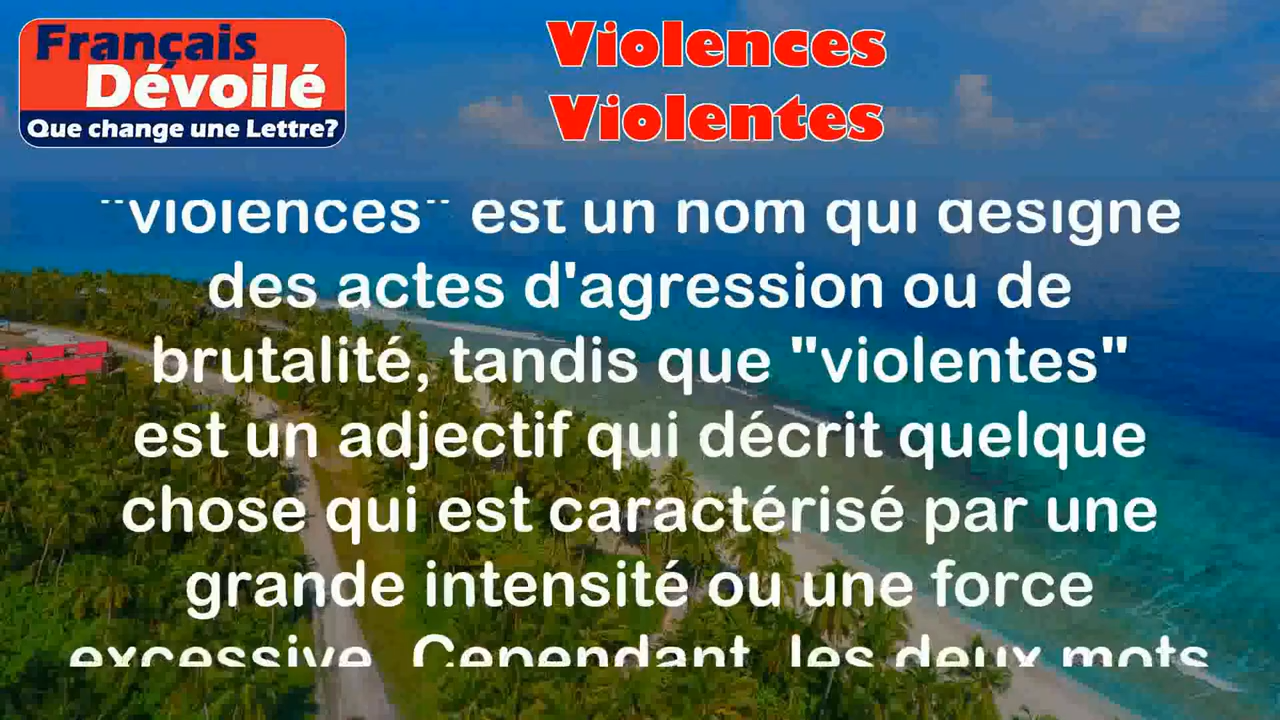 Français
Dévoilé
Que change une Lettre?
Violences
Violentes
"violences" est un nom qui désigne
des actes d'agression ou de
brutalité, tandis que "violentes"
est un adjectif qui décrit quelque
chose qui est caractérisé par une
grande intensité ou une force
excessive. Cependant, les deux mots